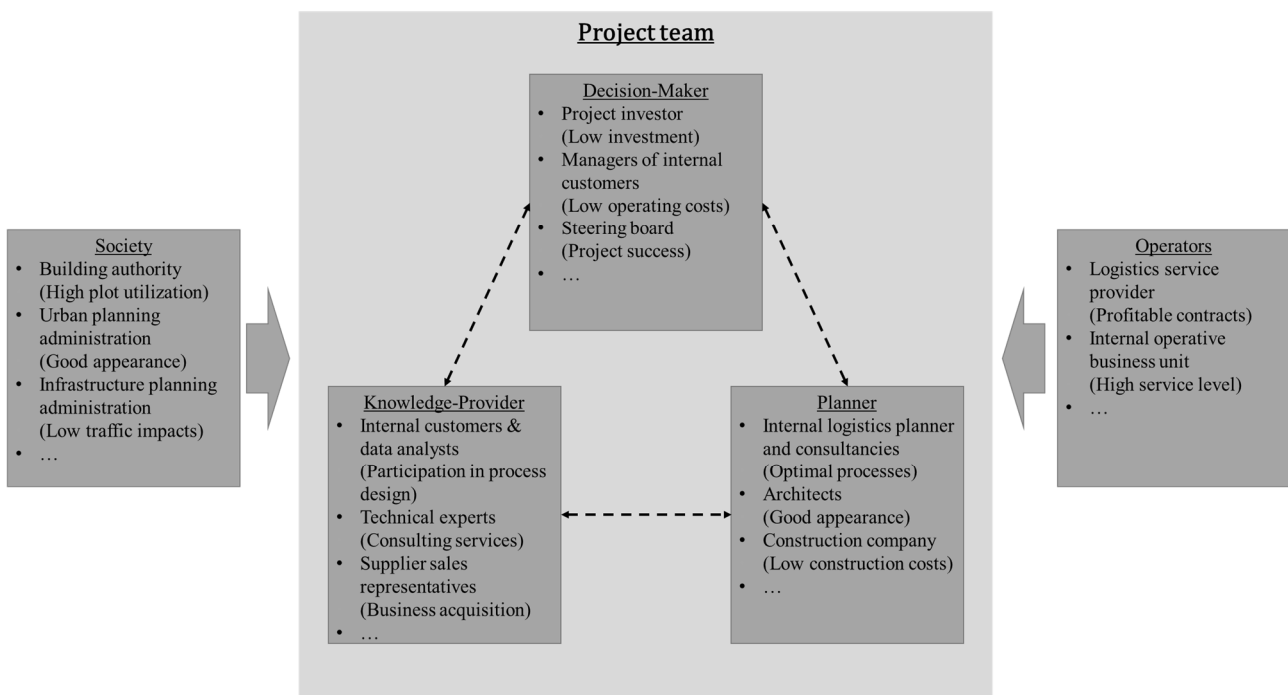 Project team
Decision-Maker
• Project investor
(Low investment)
• Managers of internal
customers
(Low operating costs)
• Steering board
(Project success)
• …
Society
• Building authority
(High plot utilization)
• Urban planning
administration
(Good appearance)
• Infrastructure planning
administration
(Low traffic impacts)
• …
Operators
• Logistics service
provider
(Profitable contracts)
• Internal operative
business unit
(High service level)
• …
Knowledge-Provider
• Internal customers &
data analysts
(Participation in process
design)
• Technical experts
(Consulting services)
• Supplier sales
representatives
(Business acquisition)
• …
Planner
• Internal logistics planner
and consultancies
(Optimal processes)
• Architects
(Good appearance)
• Construction company
(Low construction costs)
• …